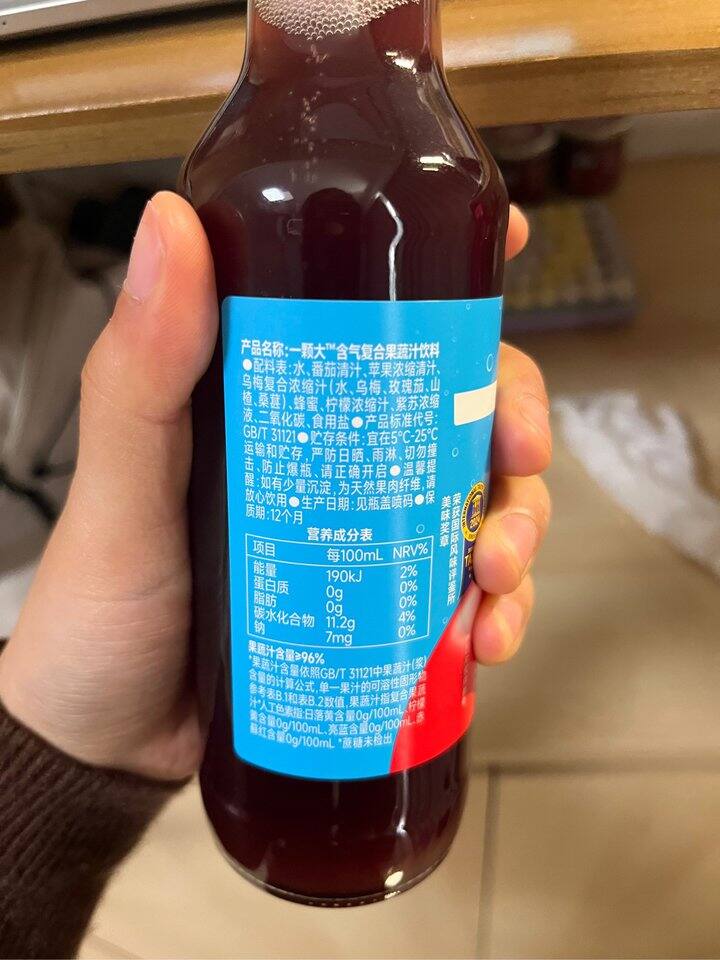 产品名称:一颗大™含气复合果蔬汁饮料
●配料表:水、番茄清汁、苹果浓缩清汁、
乌梅复合浓缩汁(水、乌梅、玫瑰茄、山
楂、桑葚)、蜂蜜、柠檬浓缩汁、紫苏浓缩
液、二氧化碳、食用盐●产品标准代号:
GB/T 31121●贮存条件:宜在5℃-25℃
运输和贮存,严防日晒、雨淋、切勿撞
击、防止爆瓶、请正确开启●温馨提
醒:如有少量沉淀,为天然果肉纤维,请
放心饮用●生产日期:见瓶盖喷码●保
质期:12个月
营养成分表
项目 每100mL NRV%
能量 190kJ 2%
蛋白质 0g 0%
脂肪 0g 0%
碳水化合物 11.2g 4%
钠 7mg 0%
果蔬汁含量≥96%
*果蔬汁含量依照GB/T 31121中果蔬汁(浆)
含量的计算公式,单一果汁的可溶性固形物
参考表B.1和表B.2数值,果蔬汁指复合果蔬
汁*人工色素指:日落黄含量0g/100mL、柠檬
黄含量0g/100mL、亮蓝含量0g/100mL、赤
藓红含量0g/100mL *蔗糖未检出
荣获国际风味评鉴所
美味奖章